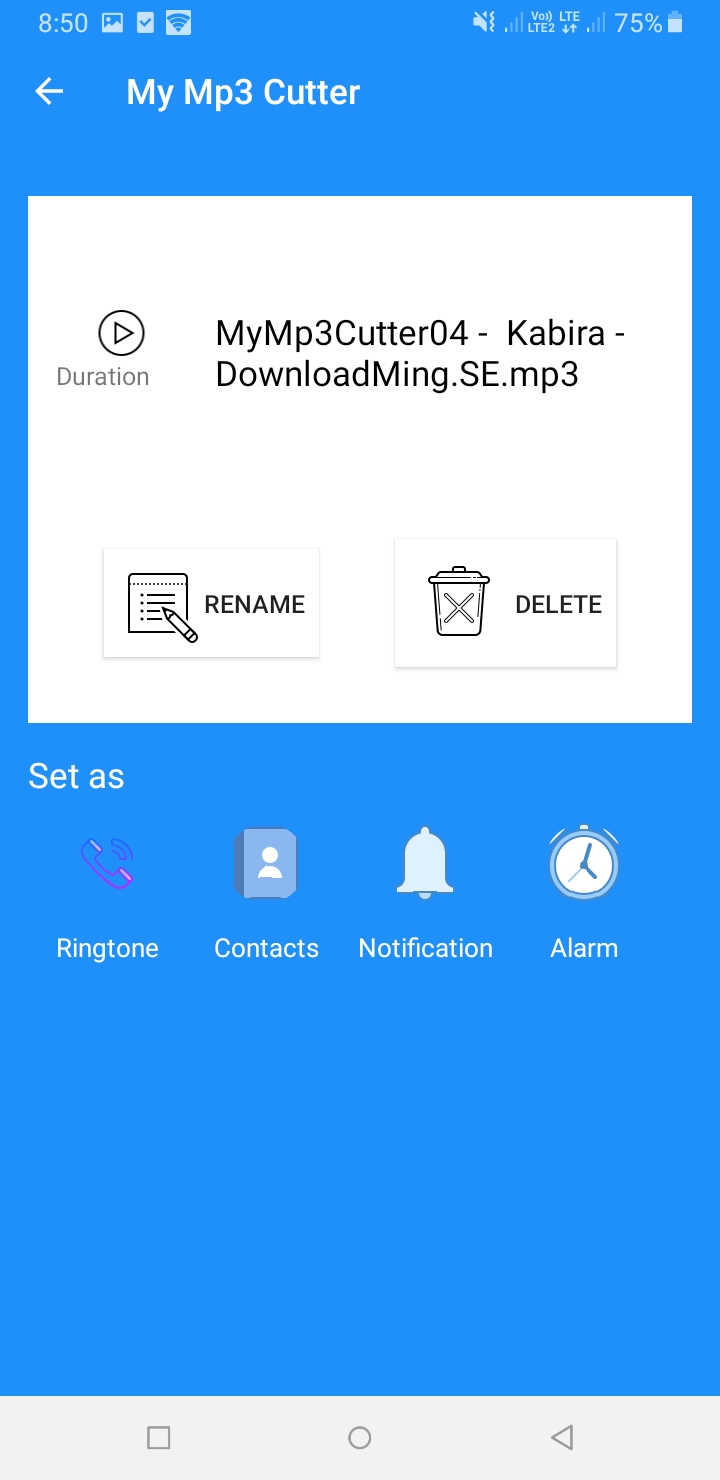 8:50 Vo)) LTE 75%
LTE2
My Mp3 Cutter
MyMp3Cutter04 -  Kabira -
DownloadMing.SE.mp3
Duration
RENAME DELETE
Set as
Ringtone Contacts Notification Alarm